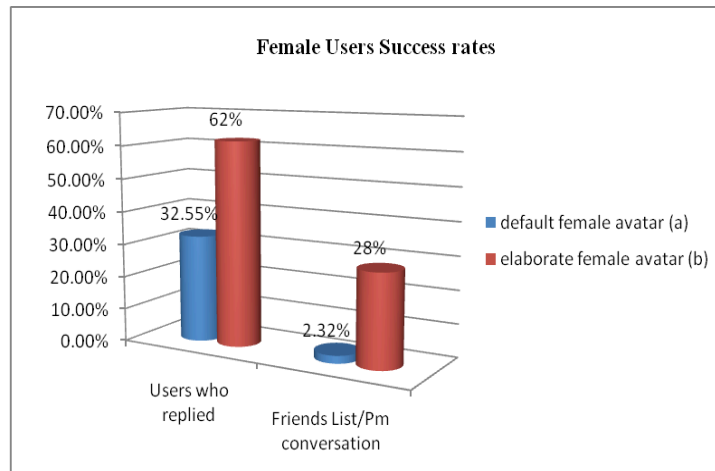 Female Users Success rates
70.00%
60.00%
50.00%
40.00%
30.00%
20.00%
10.00%
0.00%
62%
32.55%
28%
2.32%
Users who
replied
Friends List/Pm
conversation
default female avatar (a)
elaborate female avatar (b)